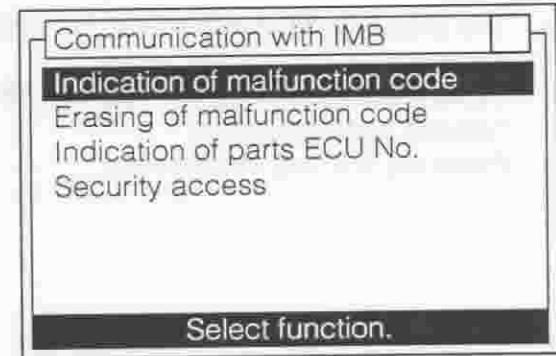 Communication with IMB
Indication of malfunction code
Erasing of malfunction code
Indication of parts ECU No.
Security access
Select function.